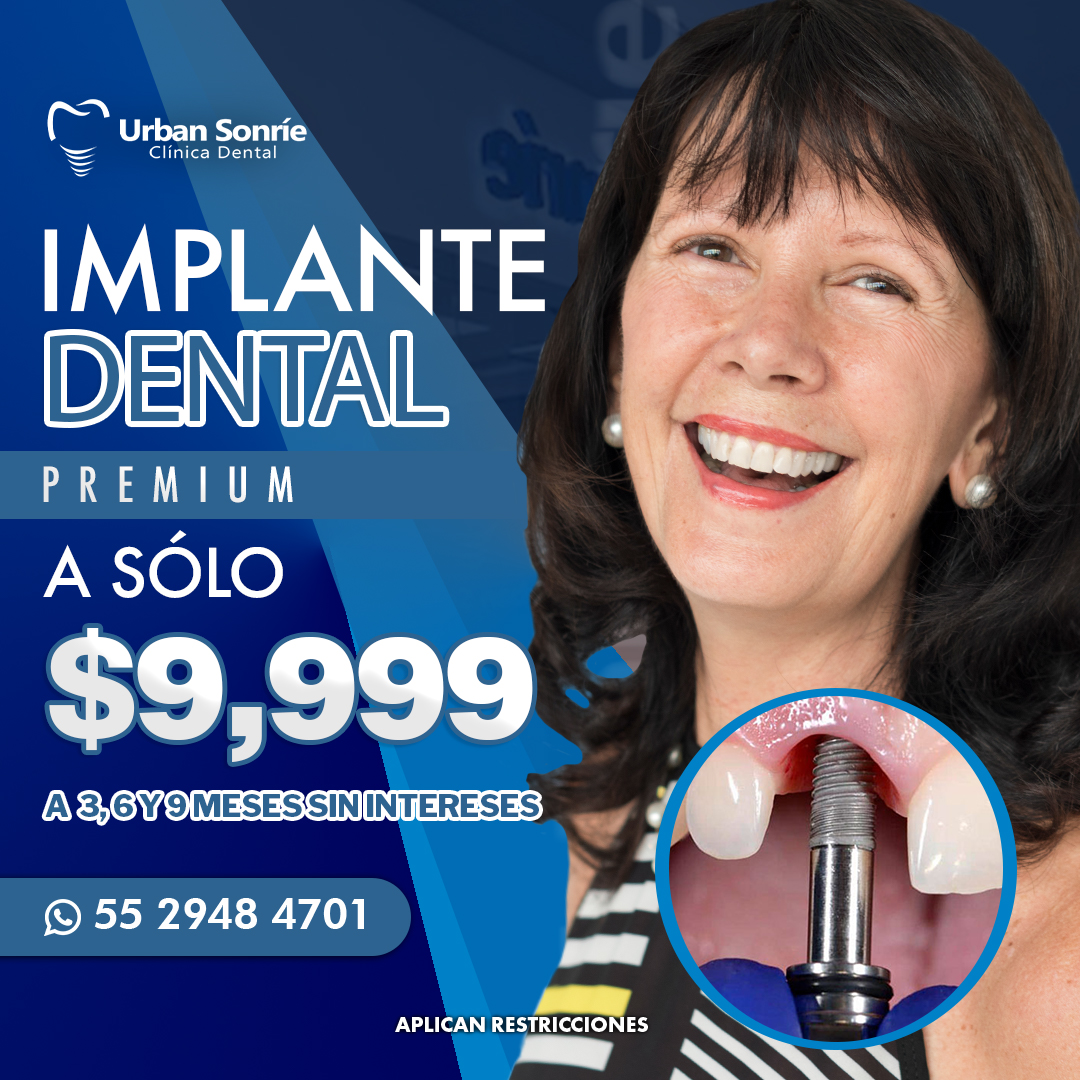 Urban Sonríe
Clínica Dental
IMPLANTE
DENTAL
PREMIUM
A SÓLO
$9,999
A 3, 6 Y 9 MESES SIN INTERESES
55 2948 4701
APLICAN RESTRICCIONES